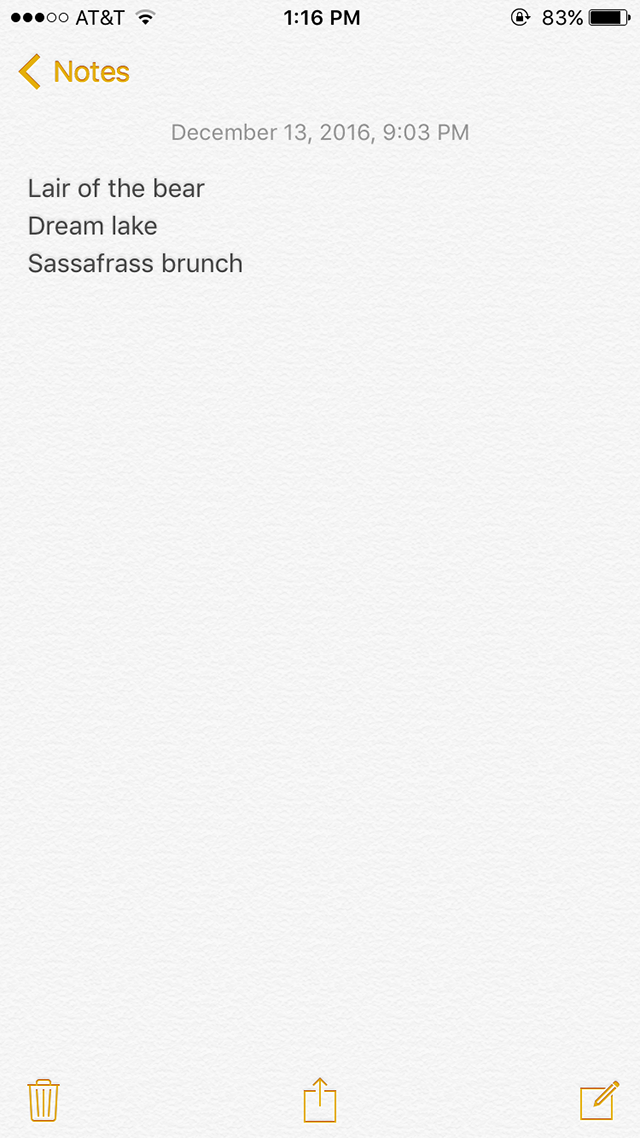 AT&T 1:16 PM 83%
Notes
December 13, 2016, 9:03 PM
Lair of the bear
Dream lake
Sassafrass brunch